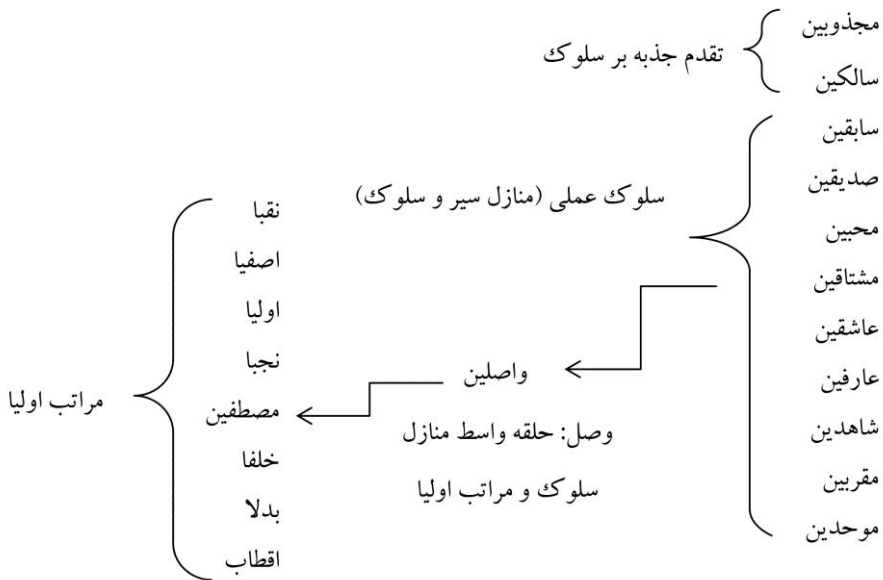 مجذوبین
سالکین
تقدم جذبه بر سلوک
سابقین
صدیقین
محبین
مشتاقین
عاشقین
عارفین
شاهدین
مقربین
موحدین
سلوک عملی (منازل سیر و سلوک)
واصلین
وصل: حلقه واسط منازل
سلوک و مراتب اولیا
نقبا
اصفیا
اولیا
نجبا
مصطفین
خلفا
بدلا
اقطاب
مراتب اولیا